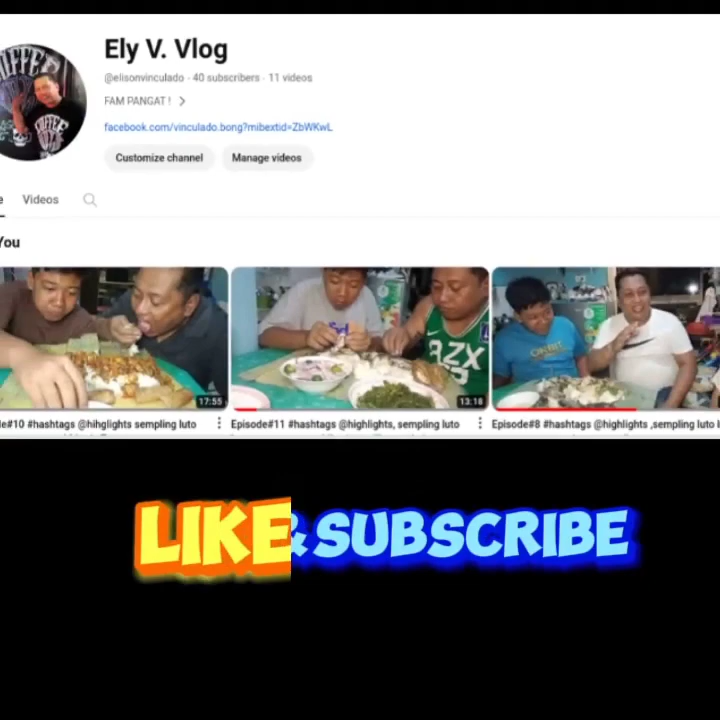 Ely V. Vlog
@elisonvinculado · 40 subscribers · 11 videos
FAM PANGAT !
facebook.com/vinculado.bong?mibextid=ZbWKwL
Customize channel Manage videos
Videos
You
17:55
13:18
e#10 #hashtags @hihglights sempling luto
Episode#11 #hashtags @highlights, sempling luto
Episode#8 #hashtags @highlights ,sempling luto
LIKE & SUBSCRIBE